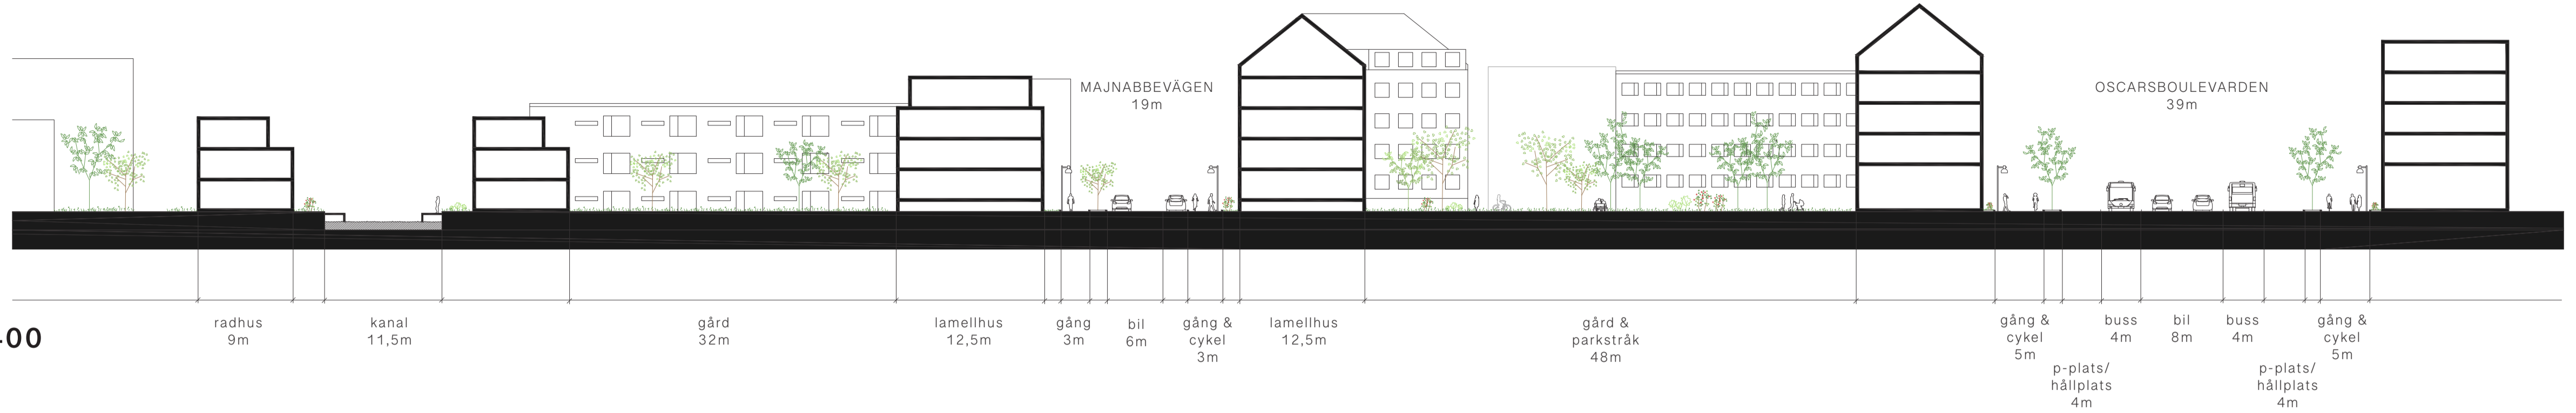 MAJNABBEVÄGEN
19m
OSCARSBOULEVARDEN
39m
00
radhus
9m
kanal
11,5m
gård
32m
lamellhus
12,5m
gång
3m
bil
6m
gång &
cykel
3m
lamellhus
12,5m
gård &
parkstråk
48m
gång &
cykel
5m
p-plats/
hållplats
4m
buss
4m
bil
8m
buss
4m
p-plats/
hållplats
4m
gång &
cykel
5m